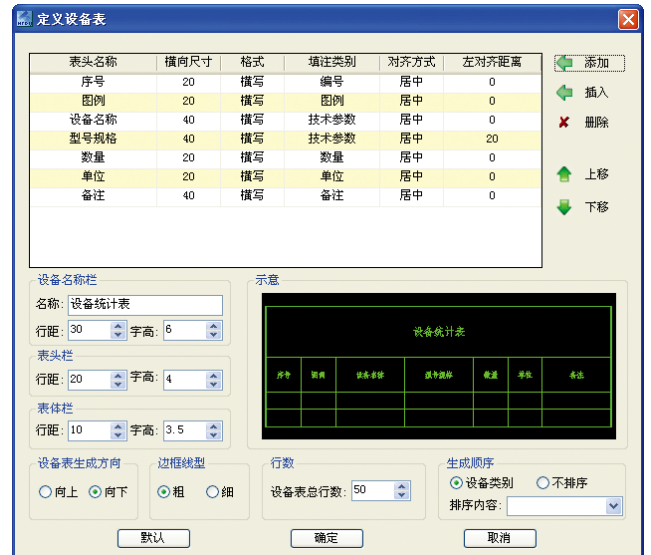 定义设备表
表头名称 横向尺寸 格式 填注类别 对齐方式 左对齐距离
序号 20 横写 编号 居中 0
图例 20 横写 图例 居中 0
设备名称 40 横写 技术参数 居中 0
型号规格 40 横写 技术参数 居中 20
数量 20 横写 数量 居中 0
单位 20 横写 单位 居中 0
备注 40 横写 备注 居中 0
添加
插入
删除
上移
下移
设备名称栏
名称: 设备统计表
行距: 30 字高: 6
表头栏
行距: 20 字高: 4
表体栏
行距: 10 字高: 3.5
示意
设备统计表
序号 图例 设备名称 型号规格 数量 单位 备注
设备表生成方向
向上 向下
边框线型
粗 细
行数
设备表总行数: 50
生成顺序
设备类别 不排序
排序内容:
默认 确定 取消